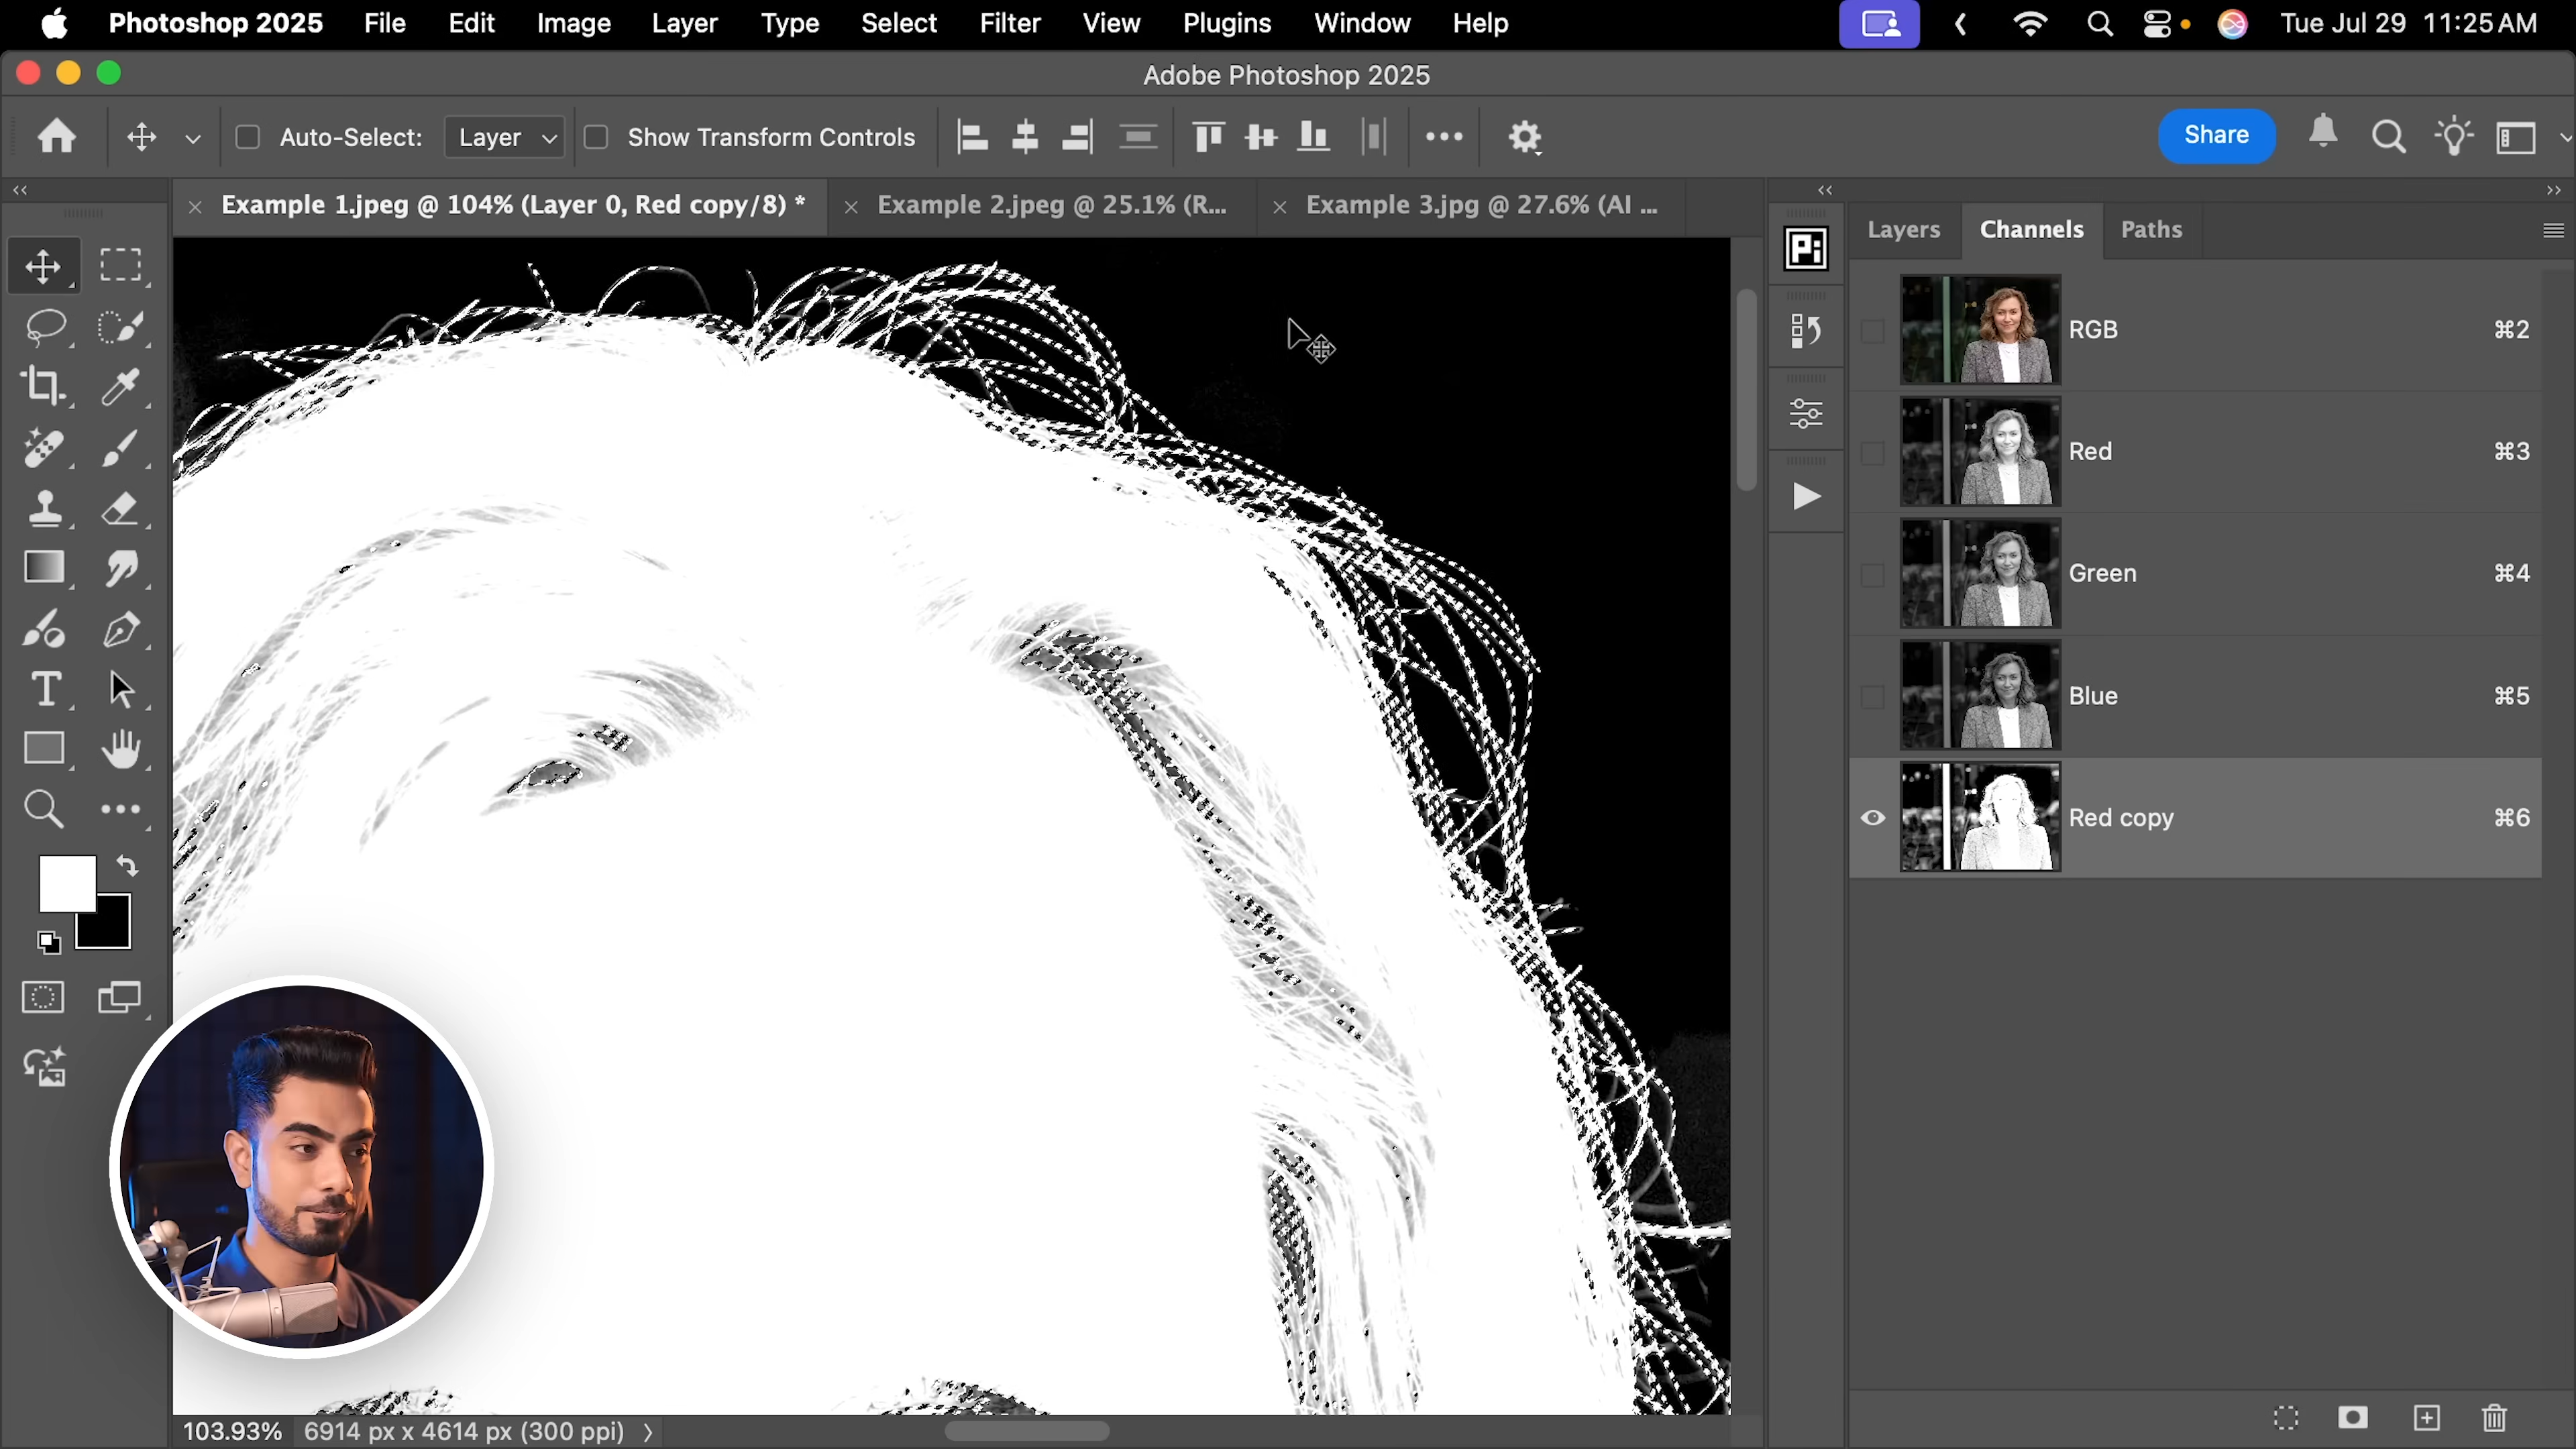 Photoshop 2025 File Edit Image Layer Type Select Filter View Plugins Window Help Tue Jul 29 11:25 AM
Adobe Photoshop 2025
Auto-Select: Layer Show Transform Controls Share
Example 1.jpeg @ 104% (Layer 0, Red copy/8) * Example 2.jpeg @ 25.1% (R... Example 3.jpg @ 27.6% (AI ...
Layers Channels Paths
RGB ⌘2
Red ⌘3
Green ⌘4
Blue ⌘5
Red copy ⌘6
103.93% 6914 px x 4614 px (300 ppi)